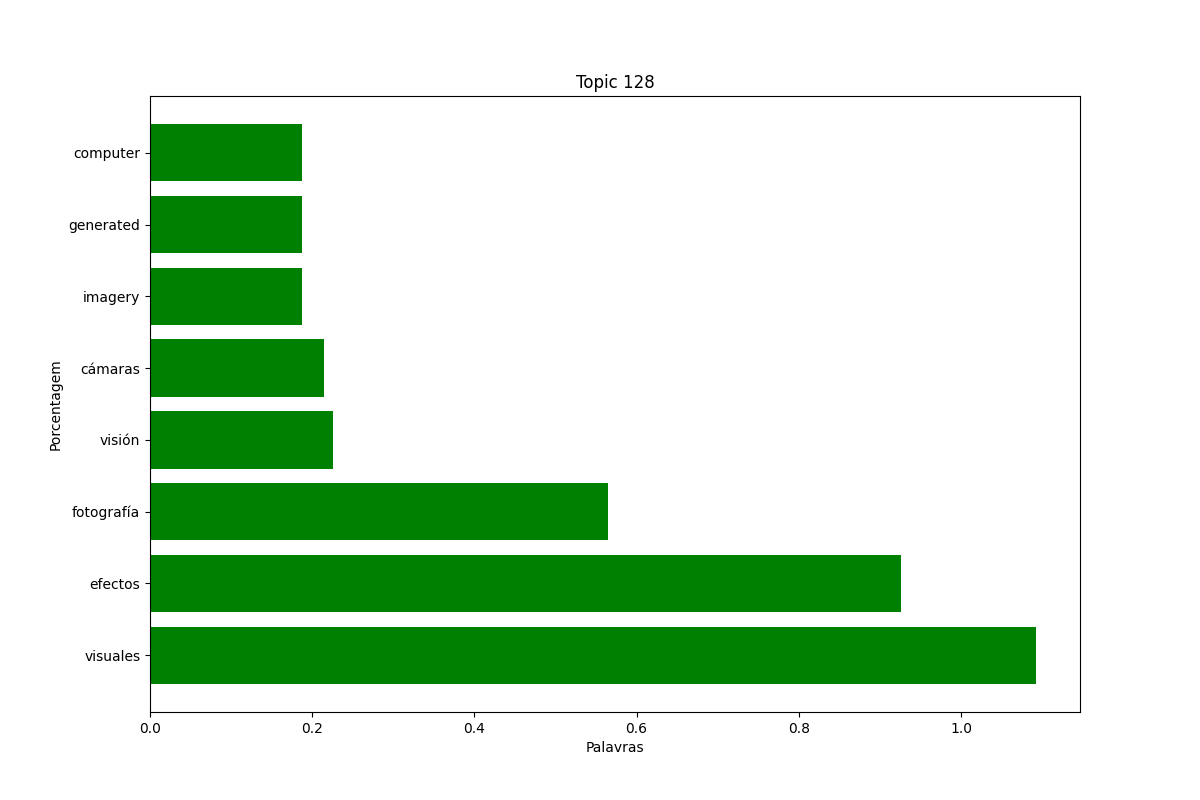 Topic 128
computer
generated
imagery
cámaras
visión
fotografía
efectos
visuales
Porcentagem
0.0 0.2 0.4 0.6 0.8 1.0
Palavras